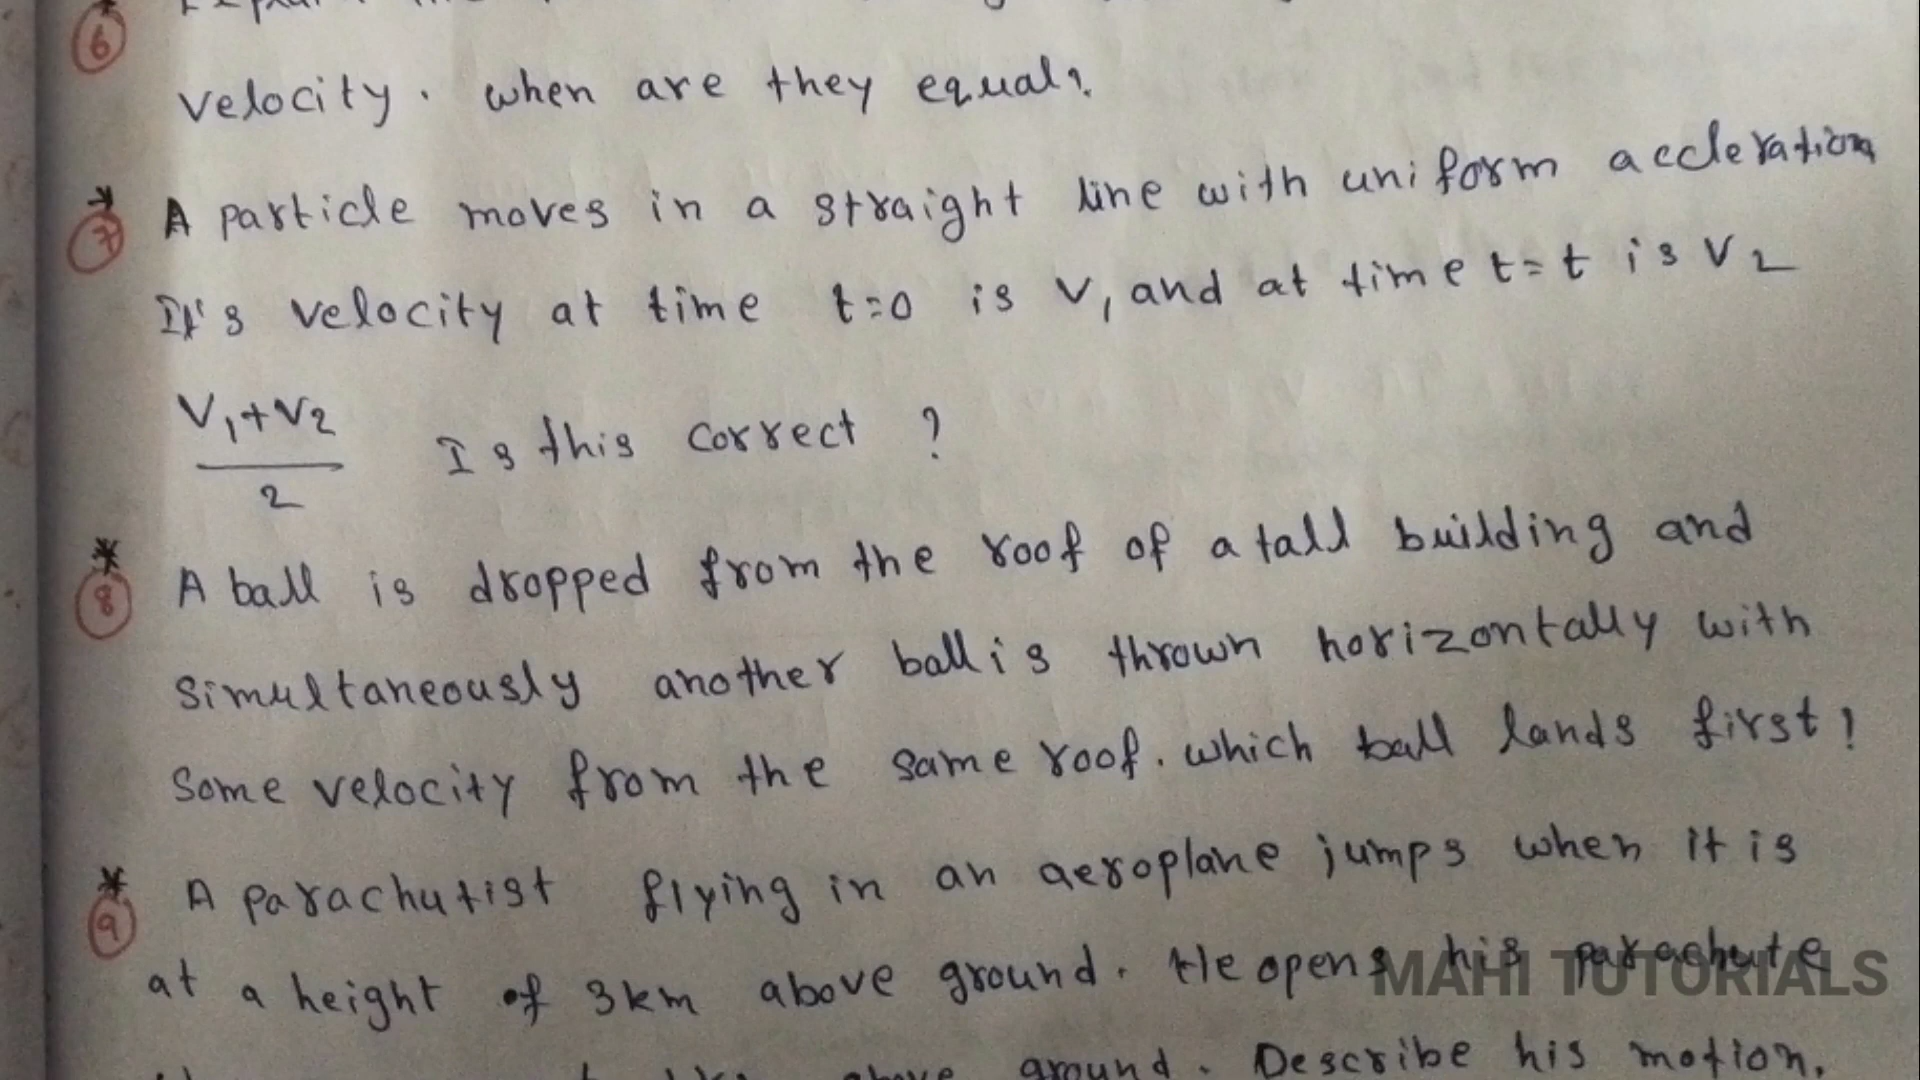 6
velocity. when are they equal?
7 A particle moves in a straight line with uniform accleration
It's velocity at time t=0 is V1 and at time t=t is V2
V1+V2
2
Is this correct ?
8 A ball is dropped from the roof of a tall building and
simultaneously another ball is thrown horizontally with
some velocity from the same roof. which ball lands first?
9 A parachutist flying in an aeroplane jumps when it is
at a height of 3km above ground. He opens his parachute
MAHI TUTORIALS
above ground. Describe his motion.